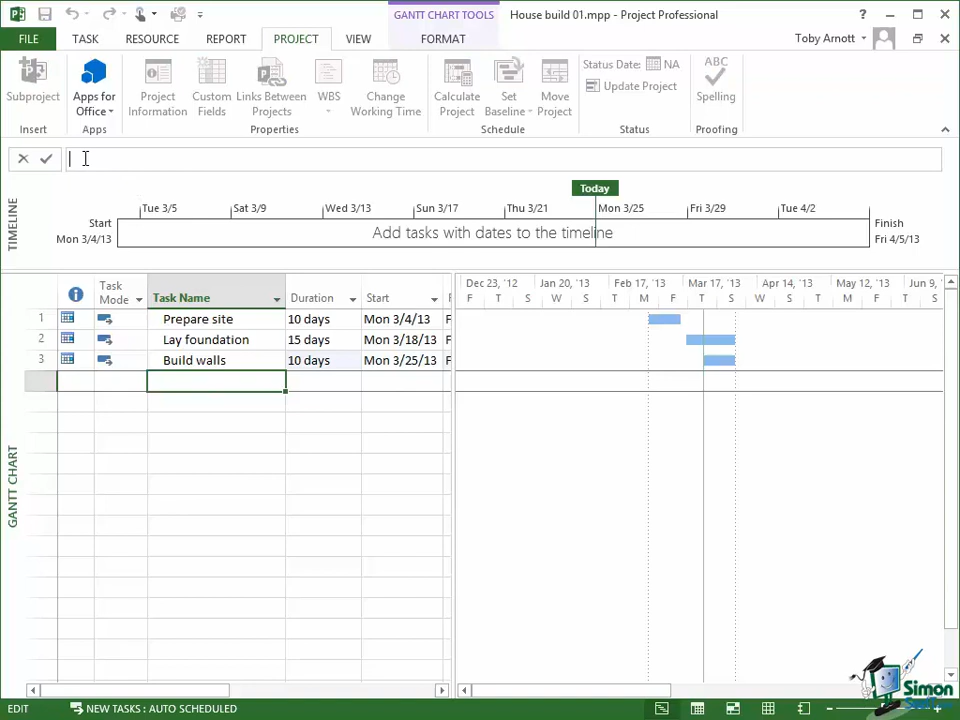 GANTT CHART TOOLS House build 01.mpp - Project Professional ?
FILE TASK RESOURCE REPORT PROJECT VIEW FORMAT Toby Arnott
Subproject
Insert
Apps for Office
Apps
Project Information
Custom Fields
Links Between Projects
WBS
Change Working Time
Properties
Calculate Project
Set Baseline
Move Project
Schedule
Status Date: NA
Update Project
Status
ABC
Spelling
Proofing
TIMELINE
Today
Tue 3/5 Sat 3/9 Wed 3/13 Sun 3/17 Thu 3/21 Mon 3/25 Fri 3/29 Tue 4/2
Start
Mon 3/4/13
Add tasks with dates to the timeline
Finish
Fri 4/5/13
GANTT CHART
Task Mode Task Name Duration Start F
1 Prepare site 10 days Mon 3/4/13 F
2 Lay foundation 15 days Mon 3/18/13 F
3 Build walls 10 days Mon 3/25/13 F
Dec 23, '12 Jan 20, '13 Feb 17, '13 Mar 17, '13 Apr 14, '13 May 12, '13 Jun 9, '
F T S W S T M F T S W S T M F T S
EDIT NEW TASKS : AUTO SCHEDULED
Simon